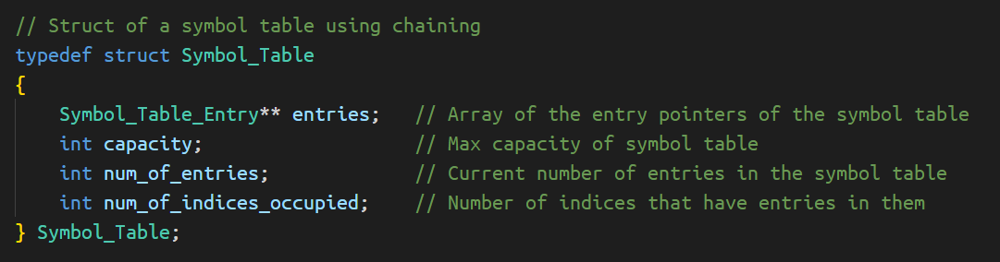 // Struct of a symbol table using chaining
typedef struct Symbol_Table
{
    Symbol_Table_Entry** entries;   // Array of the entry pointers of the symbol table
    int capacity;                   // Max capacity of symbol table
    int num_of_entries;             // Current number of entries in the symbol table
    int num_of_indices_occupied;    // Number of indices that have entries in them
} Symbol_Table;